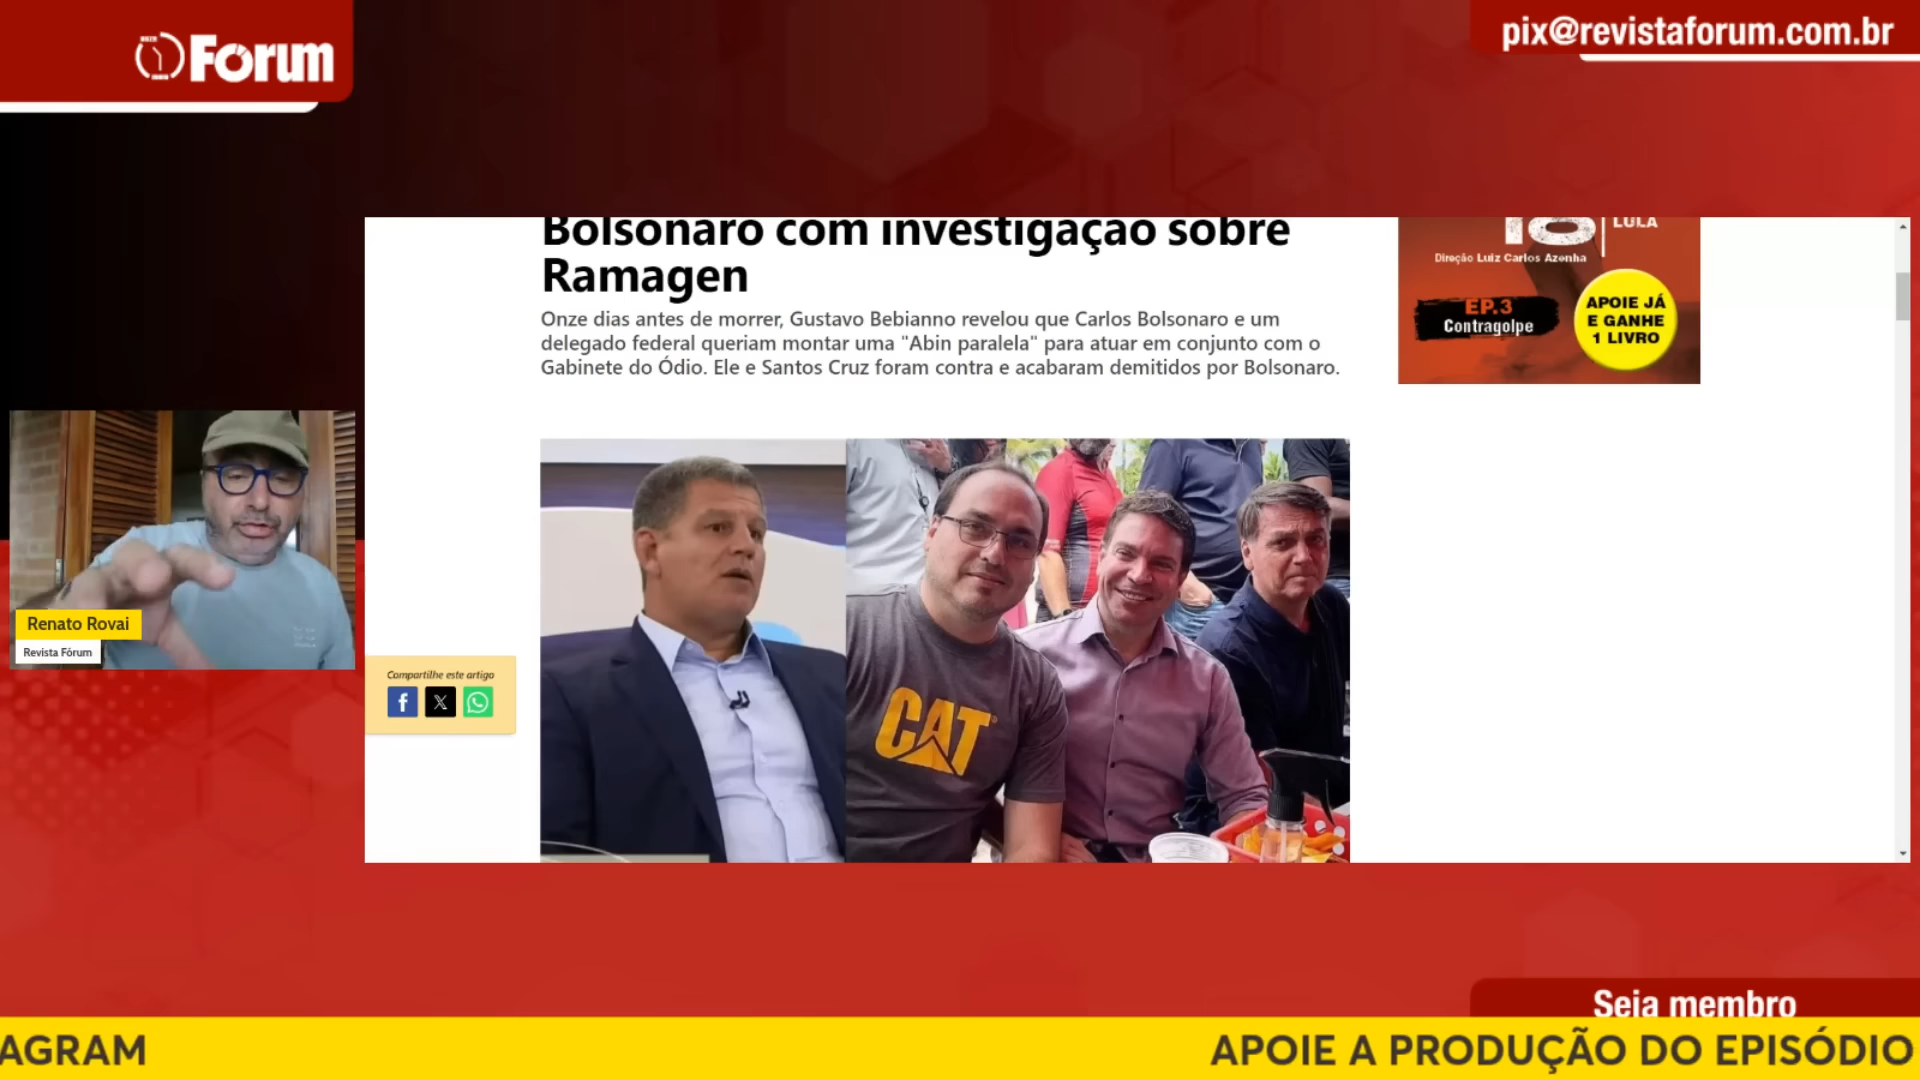 Forum
pix@revistaforum.com.br
Bolsonaro com investigação sobre
Ramagen
Onze dias antes de morrer, Gustavo Bebianno revelou que Carlos Bolsonaro e um
delegado federal queriam montar uma "Abin paralela" para atuar em conjunto com o
Gabinete do Ódio. Ele e Santos Cruz foram contra e acabaram demitidos por Bolsonaro.
LULA
Direção Luiz Carlos Azenha
EP.3
Contragolpe
APOIE JÁ
E GANHE
1 LIVRO
Renato Rovai
Revista Fórum
Compartilhe este artigo
CAT
Seja membro
AGRAM
APOIE A PRODUÇÃO DO EPISÓDIO